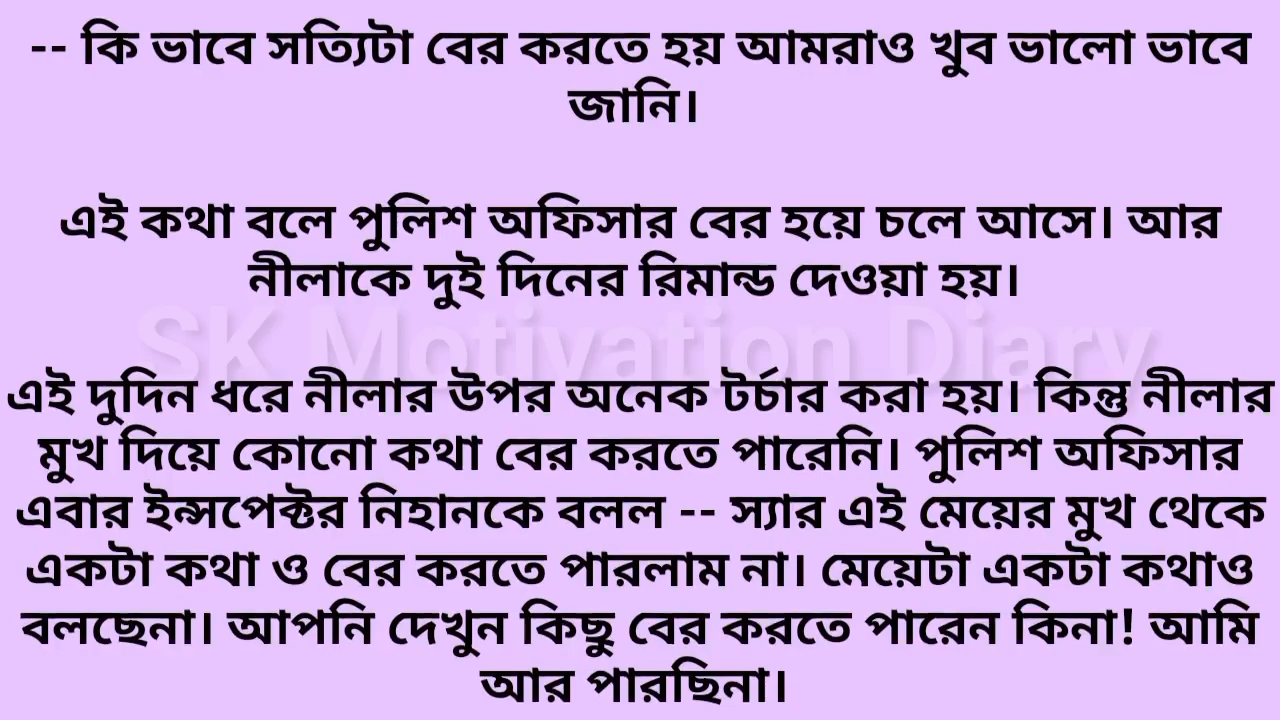 -- কি ভাবে সত্যিটা বের করতে হয় আমরাও খুব ভালো ভাবে
জানি।
এই কথা বলে পুলিশ অফিসার বের হয়ে চলে আসে। আর
নীলাকে দুই দিনের রিমান্ড দেওয়া হয়।
SK Motivation Diary
এই দুদিন ধরে নীলার উপর অনেক টর্চার করা হয়। কিন্তু নীলার
মুখ দিয়ে কোনো কথা বের করতে পারেনি। পুলিশ অফিসার
এবার ইন্সপেক্টর নিহানকে বলল -- স্যার এই মেয়ের মুখ থেকে
একটা কথা ও বের করতে পারলাম না। মেয়েটা একটা কথাও
বলছেনা। আপনি দেখুন কিছু বের করতে পারেন কিনা! আমি
আর পারছিনা।